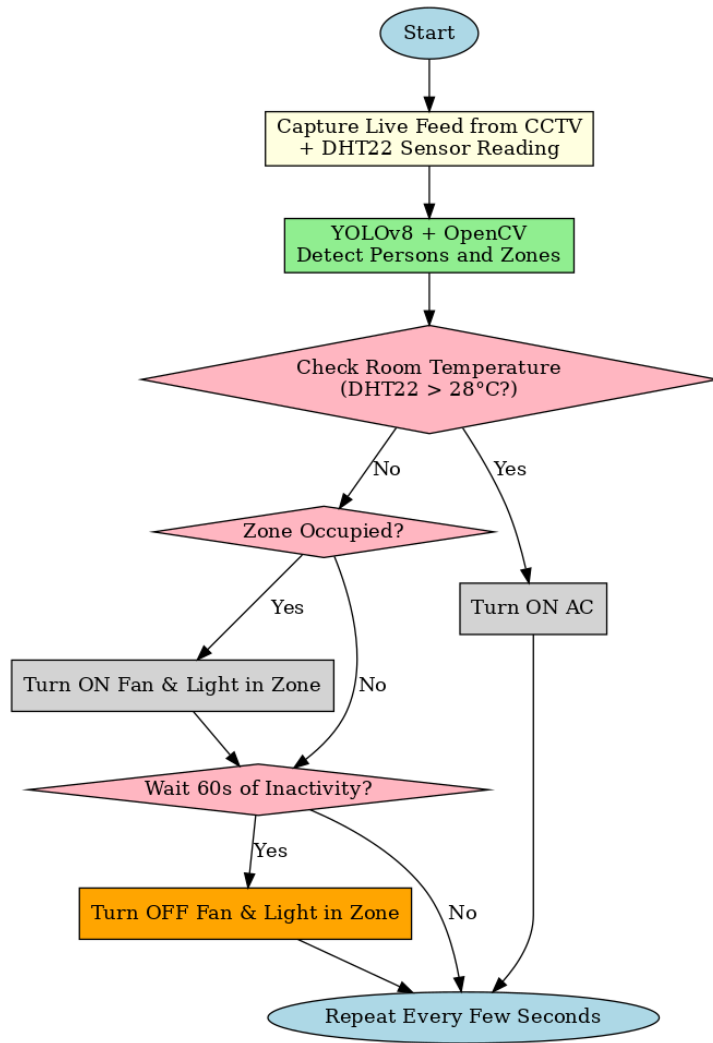 Start
Capture Live Feed from CCTV
+ DHT22 Sensor Reading
YOLOv8 + OpenCV
Detect Persons and Zones
Check Room Temperature
(DHT22 > 28°C?)
No
Yes
Zone Occupied?
Yes
Turn ON AC
Turn ON Fan & Light in Zone
No
Wait 60s of Inactivity?
Yes
Turn OFF Fan & Light in Zone
No
Repeat Every Few Seconds